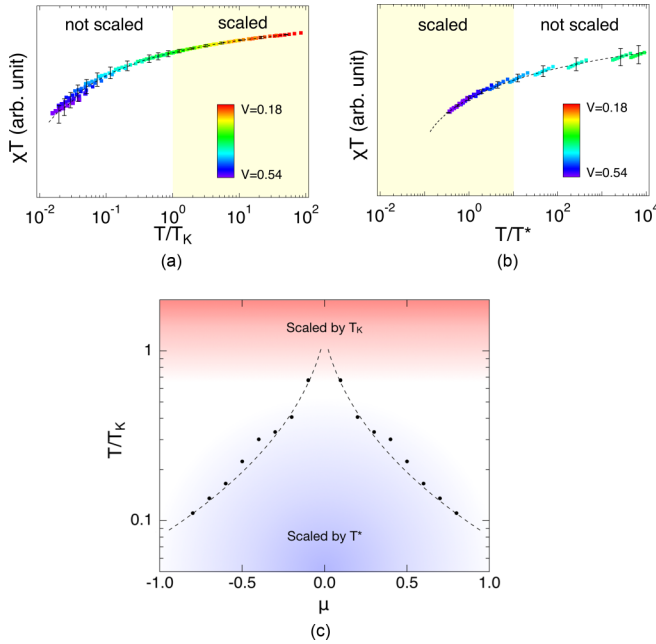 not scaled scaled
χT (arb. unit)
V=0.18
V=0.54
10^-2 10^-1 10^0 10^1 10^2
T/T_K
(a)
scaled not scaled
χT (arb. unit)
V=0.18
V=0.54
10^-2 10^0 10^2 10^4
T/T*
(b)
Scaled by T_K
1
T/T_K
0.1
Scaled by T*
-1.0 -0.5 0.0 0.5 1.0
μ
(c)